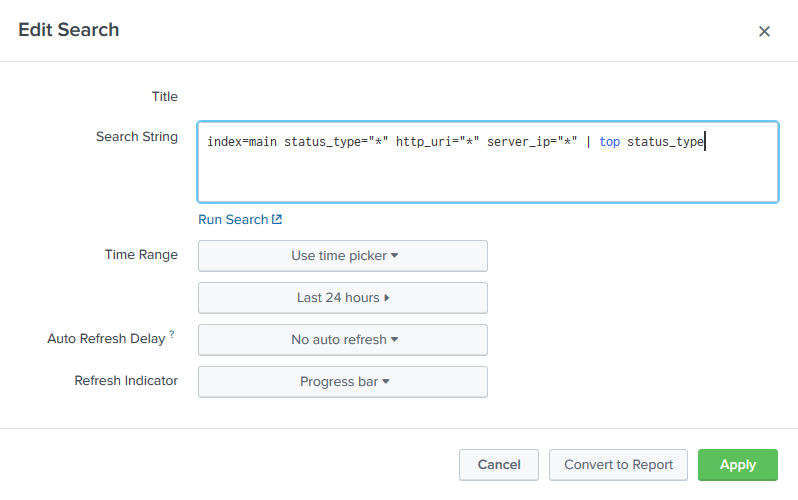 Edit Search
Title
Search String
index=main status_type="*" http_uri="*" server_ip="*" | top status_type
Run Search
Time Range
Use time picker
Last 24 hours
Auto Refresh Delay ?
No auto refresh
Refresh Indicator
Progress bar
Cancel
Convert to Report
Apply